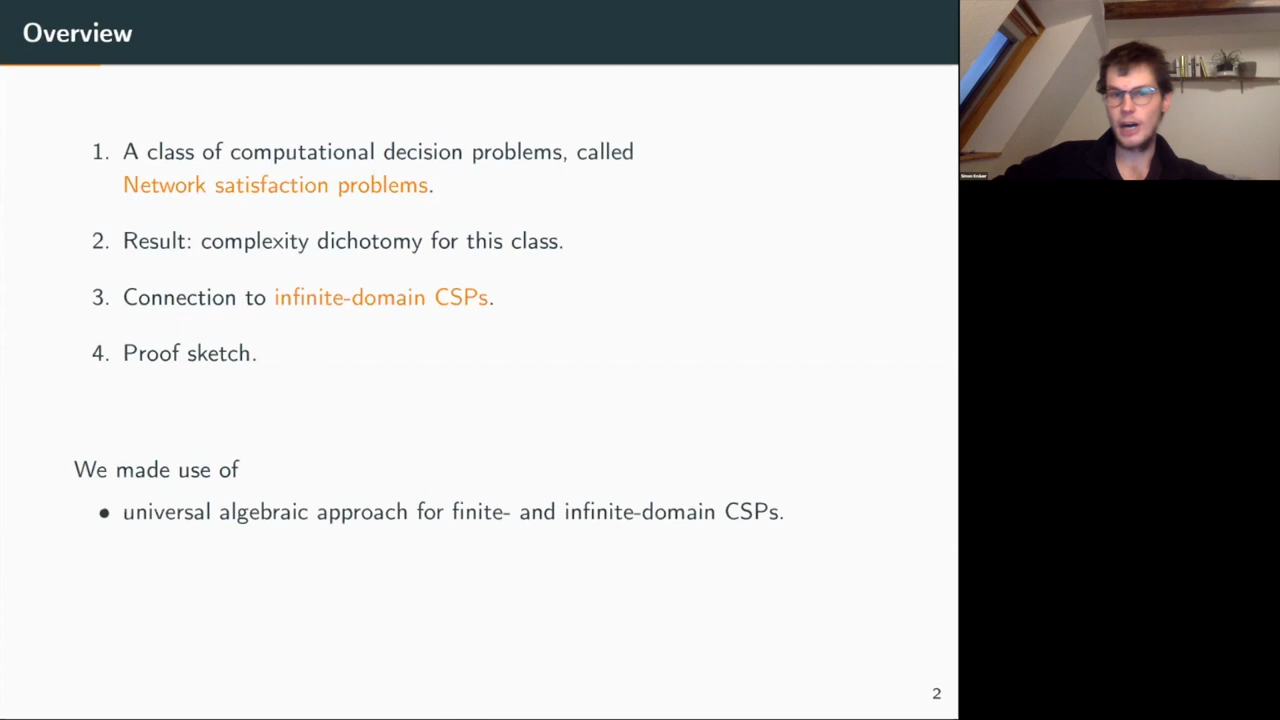 Overview
1. A class of computational decision problems, called
Network satisfaction problems.
2. Result: complexity dichotomy for this class.
3. Connection to infinite-domain CSPs.
4. Proof sketch.
We made use of
• universal algebraic approach for finite- and infinite-domain CSPs.
2
Simon Knäuer